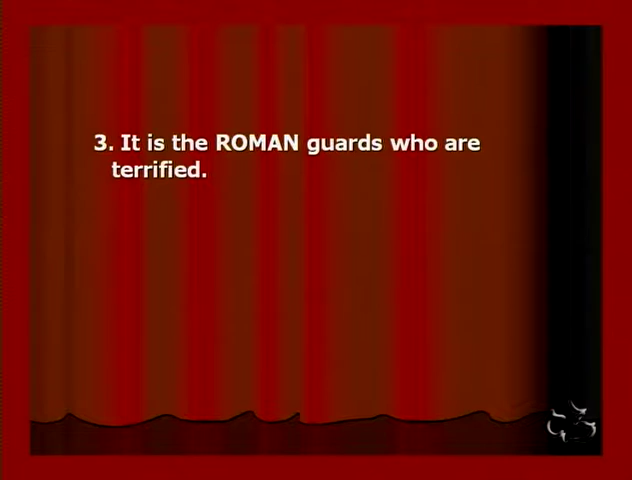 3. It is the ROMAN guards who are
terrified.